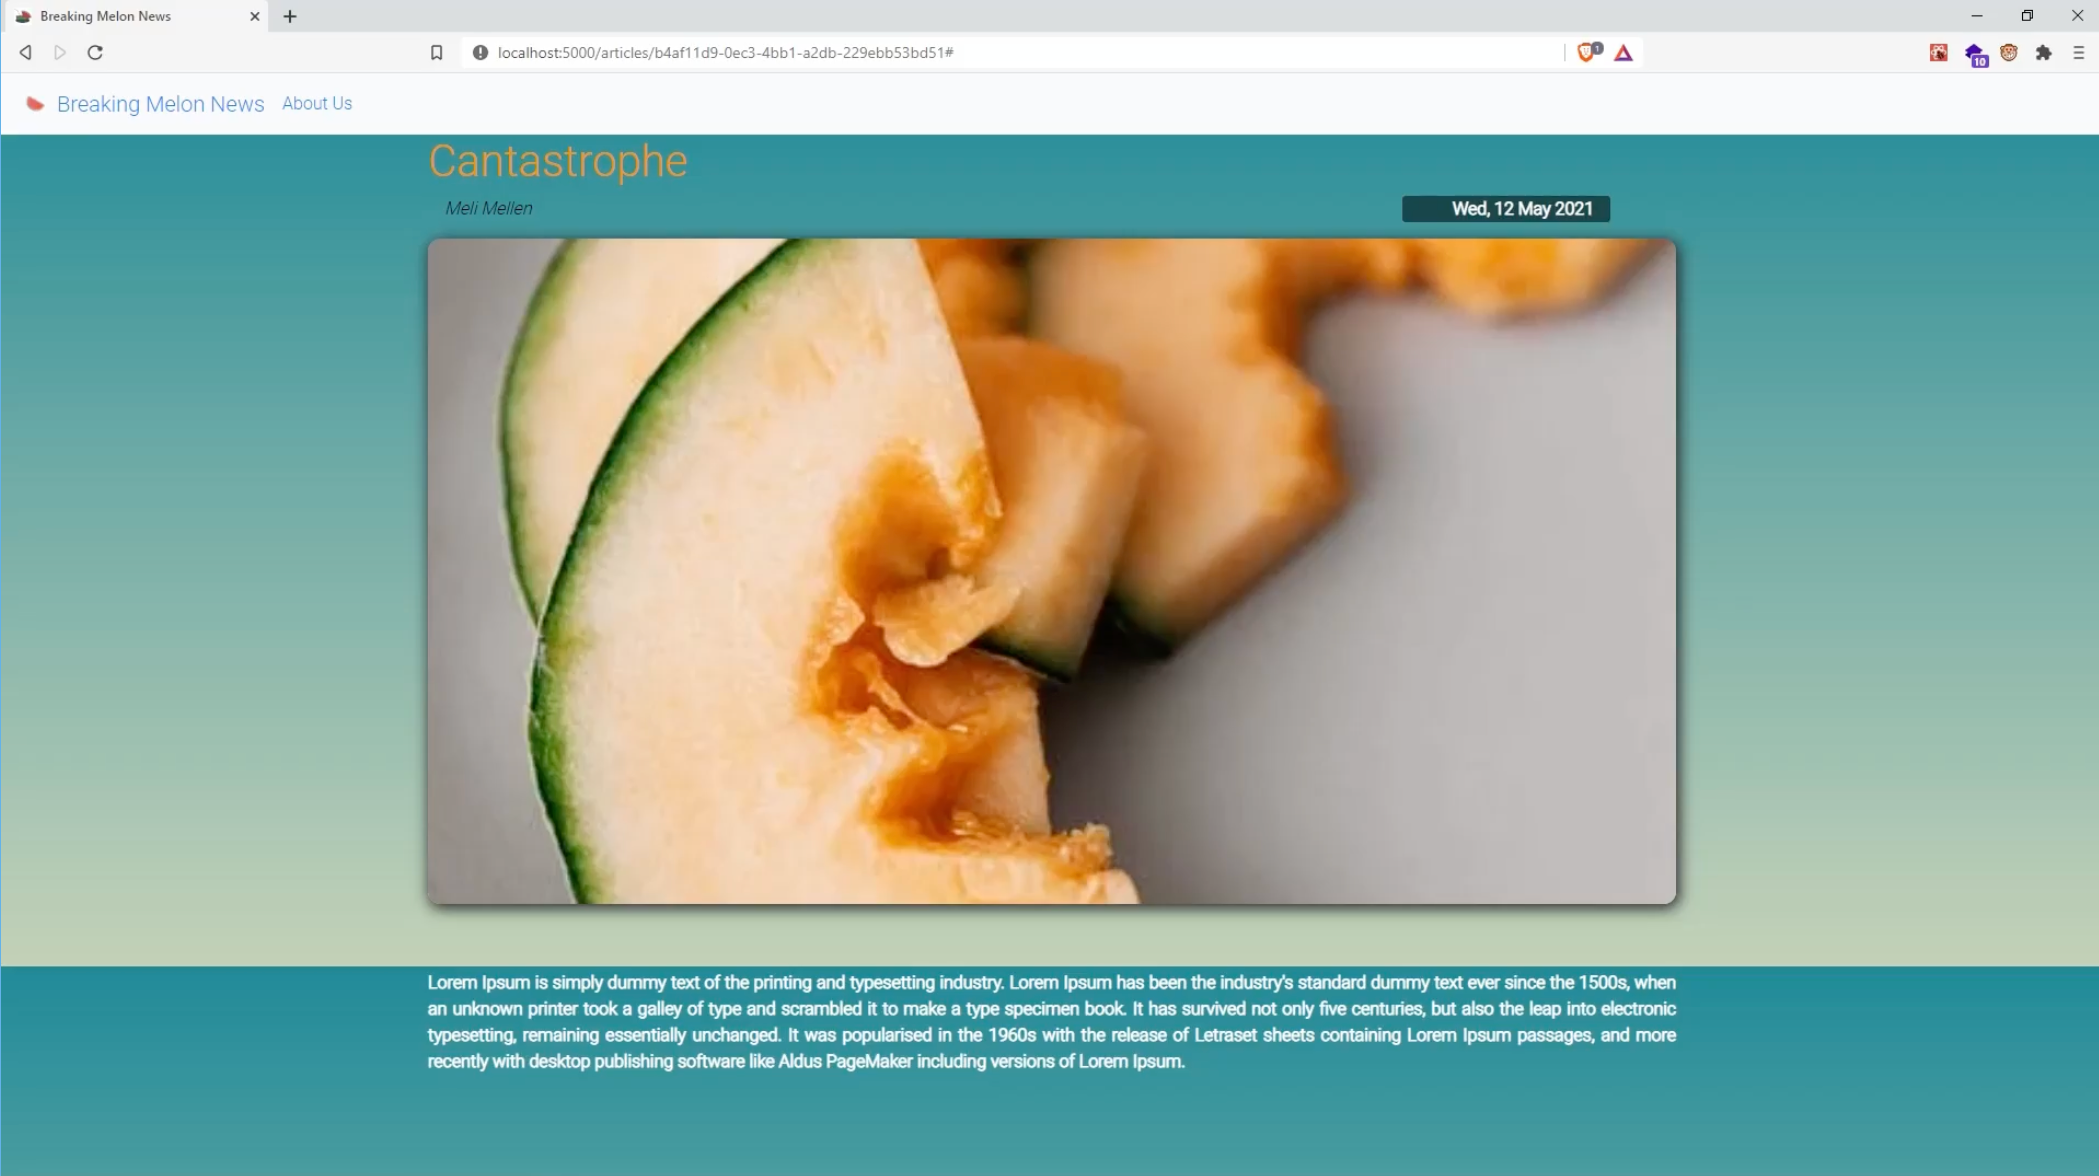 Breaking Melon News
localhost:5000/articles/b4af11d9-0ec3-4bb1-a2db-229ebb53bd51#
1
10
Breaking Melon News About Us
Cantastrophe
Meli Mellen
Wed, 12 May 2021
Lorem Ipsum is simply dummy text of the printing and typesetting industry. Lorem Ipsum has been the industry's standard dummy text ever since the 1500s, when
an unknown printer took a galley of type and scrambled it to make a type specimen book. It has survived not only five centuries, but also the leap into electronic
typesetting, remaining essentially unchanged. It was popularised in the 1960s with the release of Letraset sheets containing Lorem Ipsum passages, and more
recently with desktop publishing software like Aldus PageMaker including versions of Lorem Ipsum.